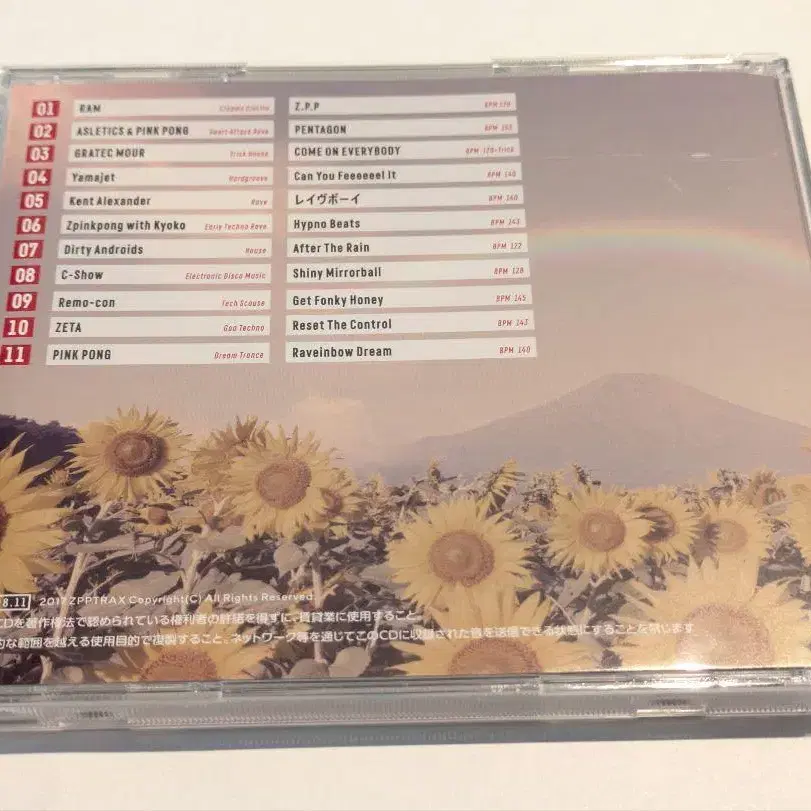 01 RAM Z.P.P BPM
02 ASLETICS & PINK PONG Heart Attack Rave PENTAGON BPM
03 GRATEC MOUR Trick House COME ON EVERYBODY BPM 128-Trick
04 Yamajet Hardgroove Can You Feeeeeel It BPM 140
05 Kent Alexander Rave レイヴボーイ BPM 160
06 Zpinkpong with Kyoko Early Techno Rave Hypno Beats BPM 143
07 Dirty Androids House After The Rain BPM 122
08 C-Show Electronic Disco Music Shiny Mirrorball BPM 128
09 Remo-con Tech Scouse Get Fonky Honey BPM 145
10 ZETA Goa Techno Reset The Control BPM 143
11 PINK PONG Dream Trance Raveinbow Dream BPM 140
8.11 2017 ZPPTRAX Copyright(C) All Rights Reserved.
CDを著作権法で認められている権利者の許諾を得ずに、賃貸業に使用すること、
的な範囲を越える使用目的で複製すること、ネットワーク等を通じてこのCDに収録された音を送信できる状態にすることを禁じます